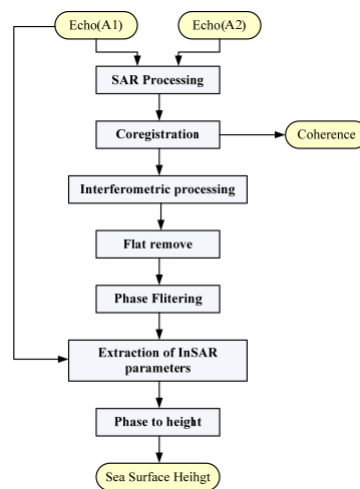 Echo(A1)
Echo(A2)
SAR Processing
Coregistration
Coherence
Interferometric processing
Flat remove
Phase Flitering
Extraction of InSAR
parameters
Phase to height
Sea Surface Heihgt